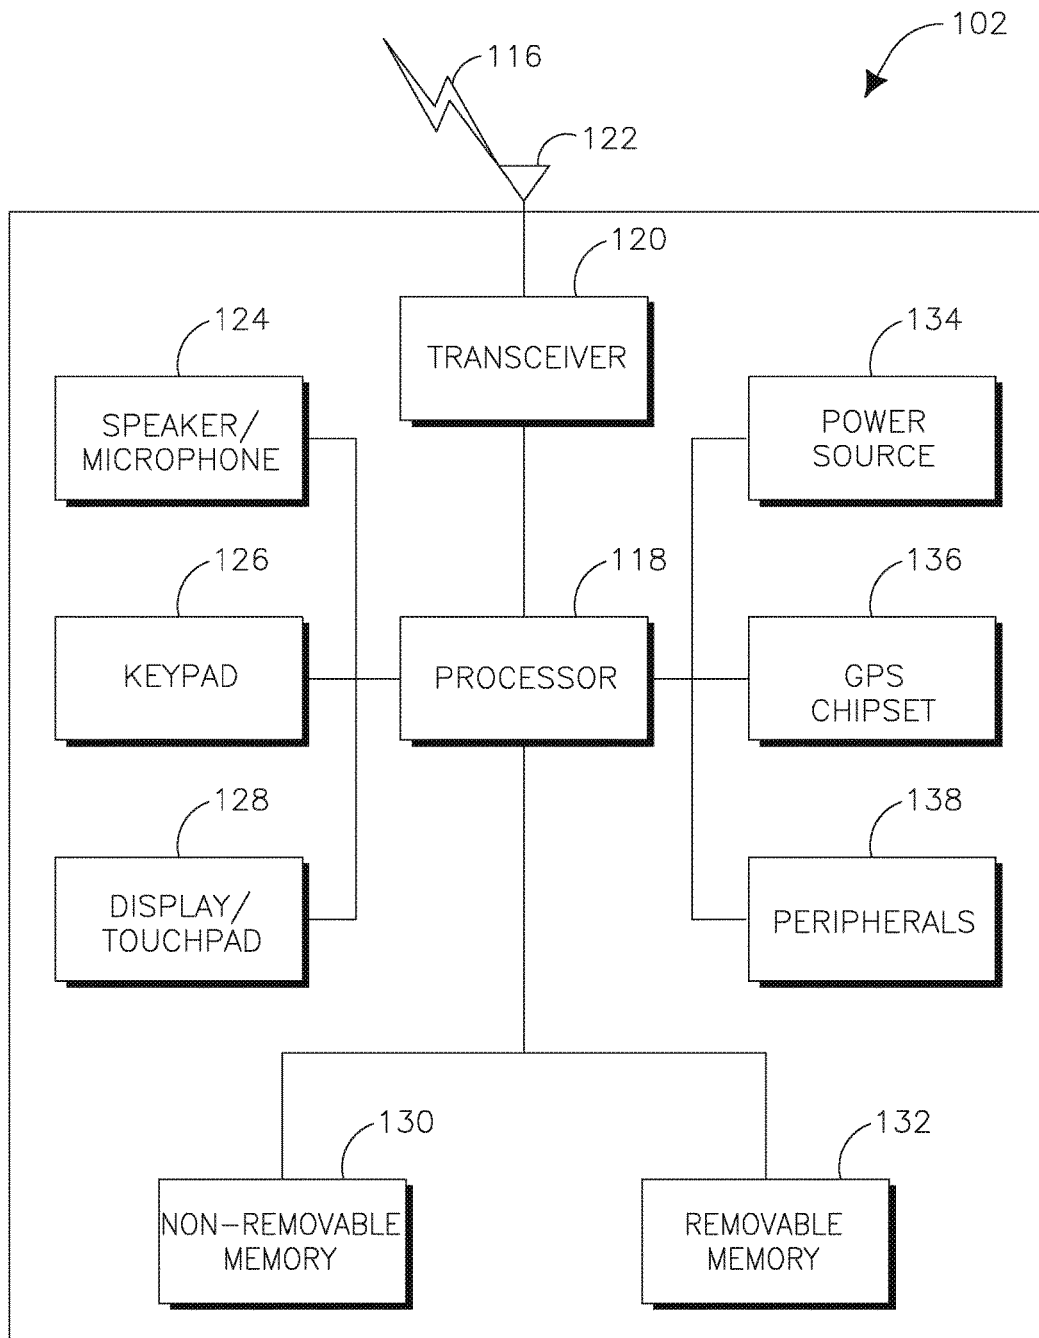 102
116
122
120
TRANSCEIVER
124
SPEAKER/
MICROPHONE
134
POWER
SOURCE
126
KEYPAD
118
PROCESSOR
136
GPS
CHIPSET
128
DISPLAY/
TOUCHPAD
138
PERIPHERALS
130
NON-REMOVABLE
MEMORY
132
REMOVABLE
MEMORY